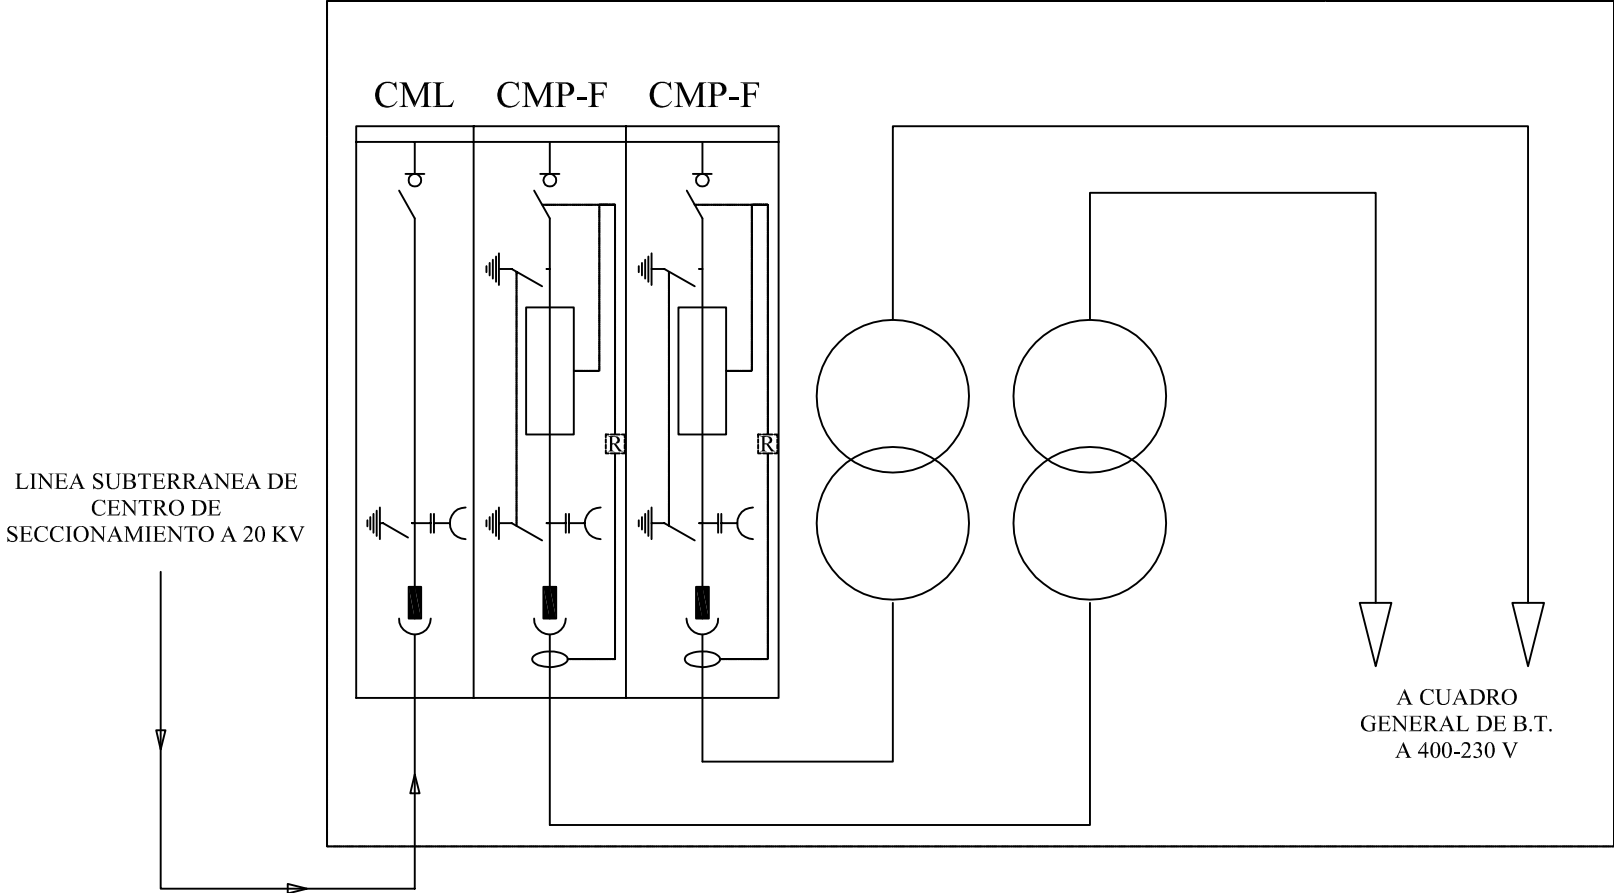 CML
CMP-F
CMP-F
R
R
LINEA SUBTERRANEA DE
CENTRO DE
SECCIONAMIENTO A 20 KV
A CUADRO
GENERAL DE B.T.
A 400-230 V